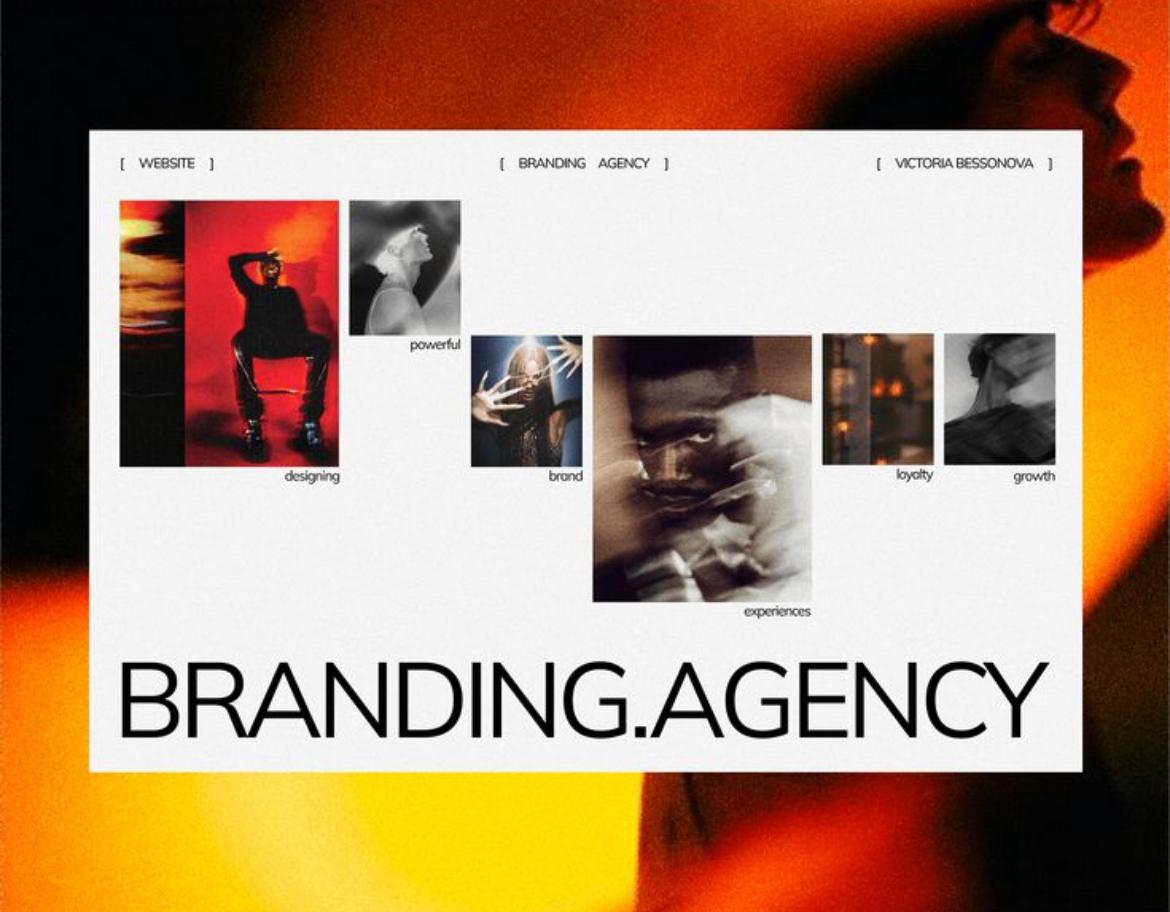 [ WEBSITE ]
[ BRANDING AGENCY ]
[ VICTORIA BESSONOVA ]
powerful
designing
brand
loyalty
growth
experiences
BRANDING.AGENCY